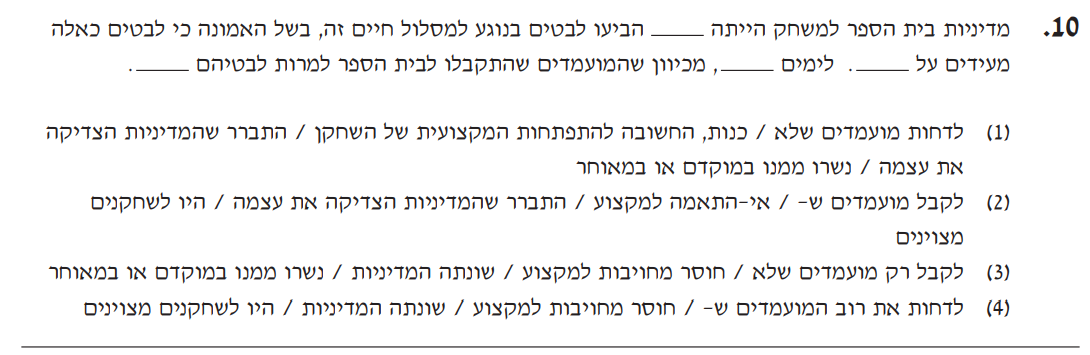 10. מדיניות בית הספר למשחק הייתה _____ הביעו לבטים בנוגע למסלול חיים זה, בשל האמונה כי לבטים כאלה
מעידים על _____. לימים _____, מכיוון שהמועמדים שהתקבלו לבית הספר למרות לבטיהם _____.
(1) לדחות מועמדים שלא / כנות, החשובה להתפתחות המקצועית של השחקן / התברר שהמדיניות הצדיקה
את עצמה / נשרו ממנו במוקדם או במאוחר
(2) לקבל מועמדים ש- / אי-התאמה למקצוע / התברר שהמדיניות הצדיקה את עצמה / היו לשחקנים
מצוינים
(3) לקבל רק מועמדים שלא / חוסר מחויבות למקצוע / שונתה המדיניות / נשרו ממנו במוקדם או במאוחר
(4) לדחות את רוב המועמדים ש- / חוסר מחויבות למקצוע / שונתה המדיניות / היו לשחקנים מצוינים